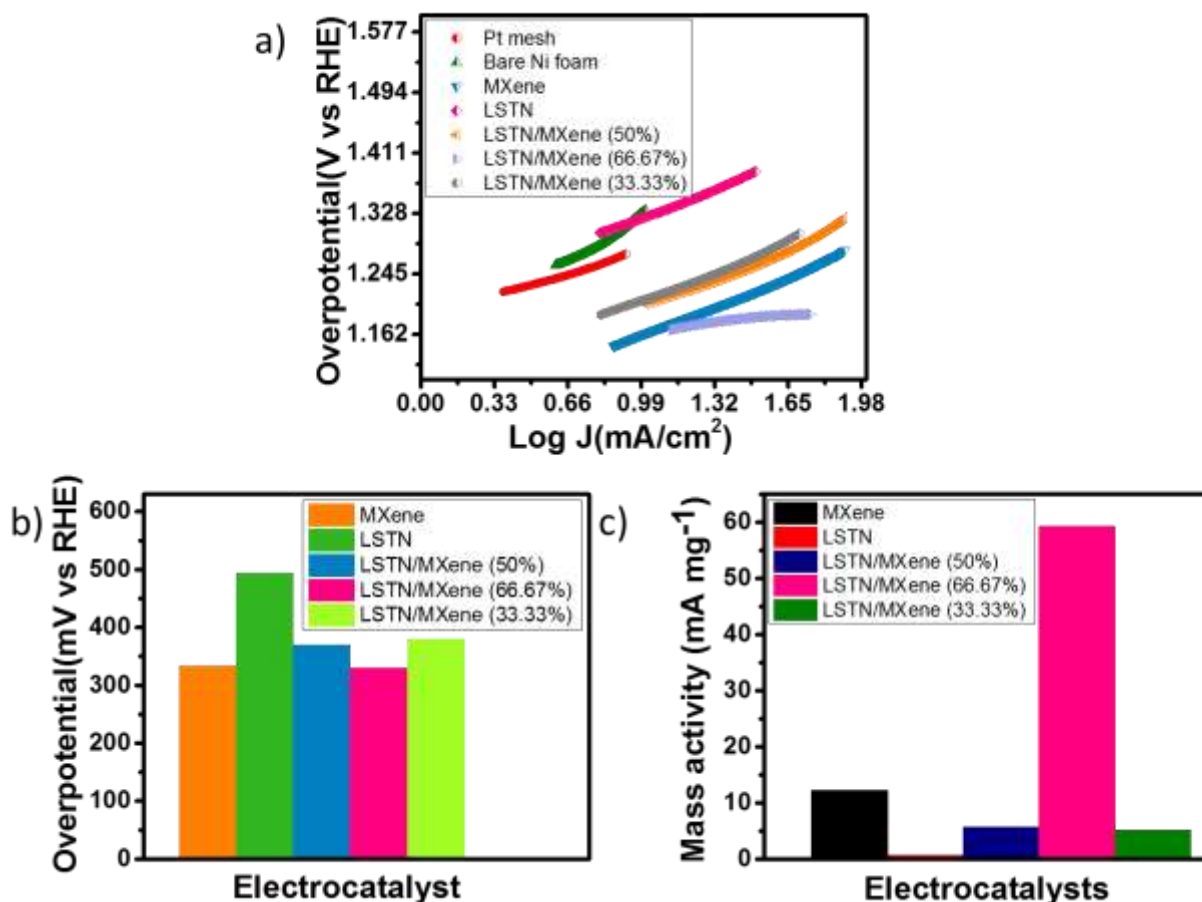 a)
Overpotential(V vs RHE)
1.577
1.494
1.411
1.328
1.245
1.162
Pt mesh
Bare Ni foam
MXene
LSTN
LSTN/MXene (50%)
LSTN/MXene (66.67%)
LSTN/MXene (33.33%)
0.00 0.33 0.66 0.99 1.32 1.65 1.98
Log J(mA/cm²)
b)
Overpotential(mV vs RHE)
600
500
400
300
200
100
0
MXene
LSTN
LSTN/MXene (50%)
LSTN/MXene (66.67%)
LSTN/MXene (33.33%)
Electrocatalyst
c)
Mass activity (mA mg⁻¹)
60
50
40
30
20
10
0
MXene
LSTN
LSTN/MXene (50%)
LSTN/MXene (66.67%)
LSTN/MXene (33.33%)
Electrocatalysts